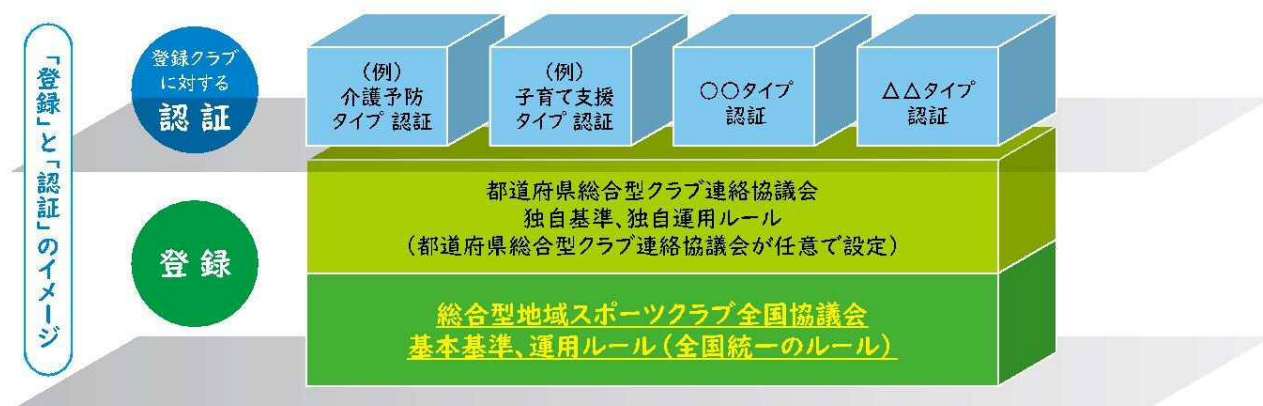 「登録」と「認証」のイメージ
登録クラブ
に対する
認証
(例)
介護予防
タイプ 認証
(例)
子育て支援
タイプ 認証
○○タイプ
認証
△△タイプ
認証
登録
都道府県総合型クラブ連絡協議会
独自基準、独自運用ルール
(都道府県総合型クラブ連絡協議会が任意で設定)
総合型地域スポーツクラブ全国協議会
基本基準、運用ルール(全国統一のルール)